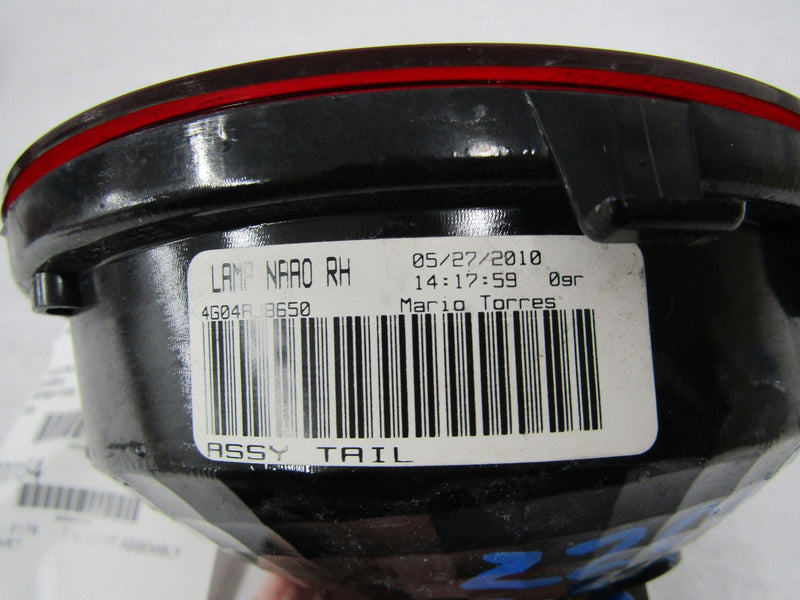 LAMP NAAO RH
05/27/2010
14:17:59 0gr
4G04AJB650
Mario Torres
ASSY TAIL